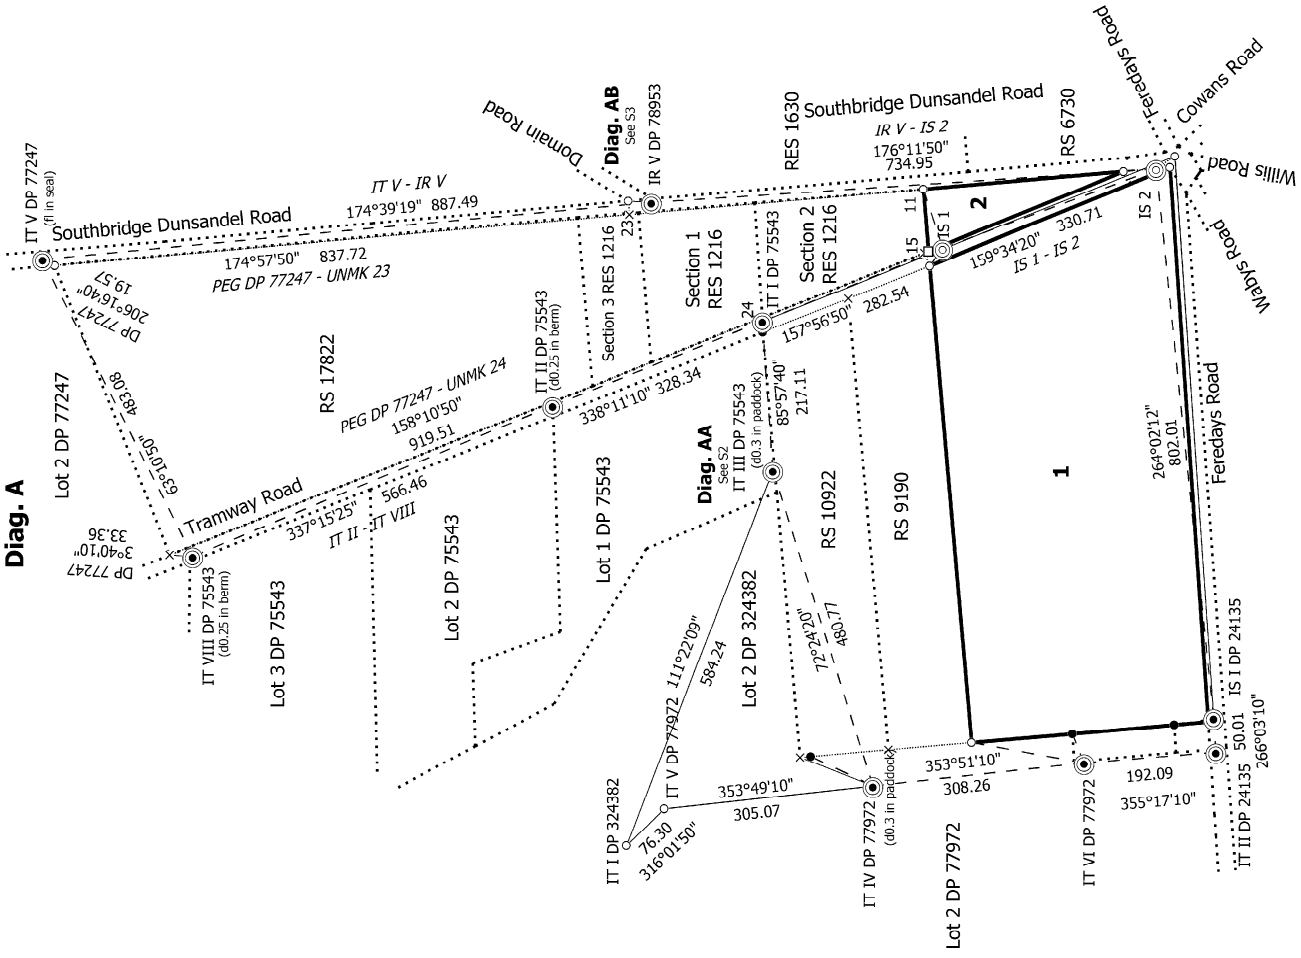 Diag. A
IT V DP 77247
(fl in seal)
Southbridge Dunsandel Road
IT V - IR V
174°39'19" 887.49
174°57'50" 837.72
PEG DP 77247 - UNMK 23
DP 77247
206°16'40"
19.57
Lot 2 DP 77247
483.08
63°10'50"
DP 77247
3°40'10"
33.36
Tramway Road
IT VIII DP 75543
(d0.25 in berm)
RS 17822
PEG DP 77247 - UNMK 24
158°10'50"
919.51
337°15'25" 566.46
IT II - IT VIII
Lot 3 DP 75543
Lot 2 DP 75543
Lot 1 DP 75543
IT II DP 75543
(d0.25 in berm)
338°11'10" 328.34
Domain Road
Diag. AB
See S3
IR V DP 78953
23
Section 3 RES 1216
Section 1
RES 1216
24
IT I DP 75543
Section 2
RES 1216
RES 1630
Southbridge Dunsandel Road
IR V - IS 2
176°11'50"
734.95
RS 6730
Feredays Road
Cowans Road
Willis Road
Wabys Road
11
15
IS 1
2
IS 2
159°34'20" 330.71
IS 1 - IS 2
157°56'50" 282.54
Diag. AA
See S2
IT III DP 75543
(d0.3 in paddock)
85°57'40"
217.11
RS 10922
RS 9190
1
264°02'12"
802.01
Feredays Road
Lot 2 DP 324382
72°24'20"
480.77
111°22'09"
584.24
IT V DP 77972
IT I DP 324382
76.30
316°01'50"
353°49'10"
305.07
IT IV DP 77972
(d0.3 in paddock)
353°51'10"
308.26
Lot 2 DP 77972
IT VI DP 77972
192.09
355°17'10"
IS I DP 24135
50.01
266°03'10"
IT II DP 24135